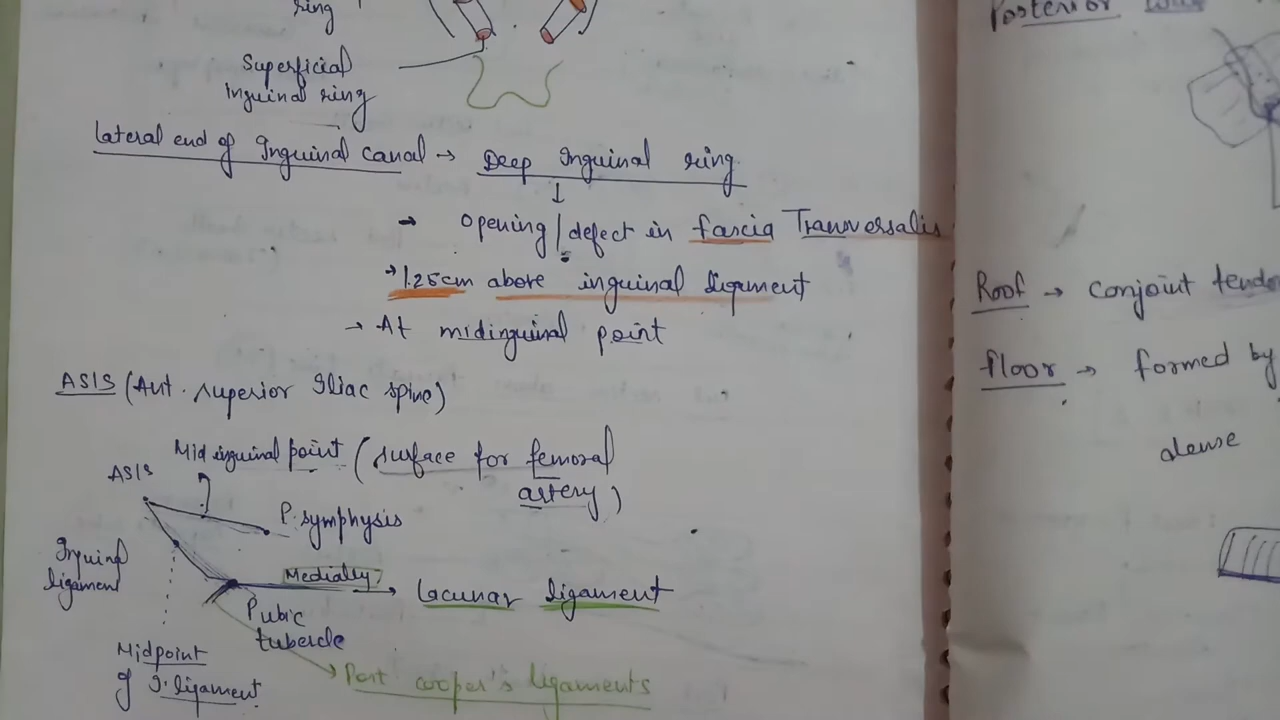 ring
Superficial
inguinal ring
Lateral end of Inguinal Canal → Deep Inguinal ring
↓
→ Opening/defect in fascia Transversalis
→ 1.25cm above inguinal ligament
→ At midinguinal point
ASIS (Ant. superior Iliac spine)
Mid inguinal point (surface for femoral
artery)
ASIS
P. symphysis
Inguinal
ligament
Medially → Lacunar ligament
Pubic
tubercle
Midpoint
of I. ligament
→ Post cooper's ligaments
Posterior wall
Roof → conjoint
floor → formed by
dense